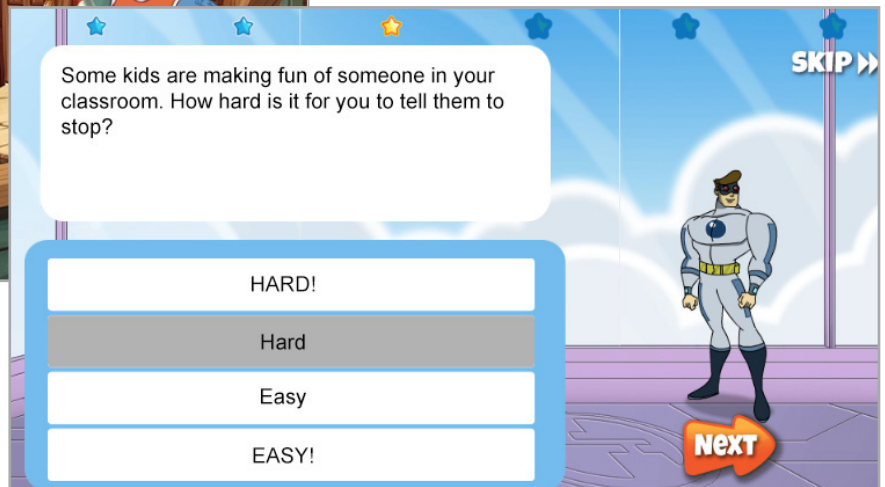 SKIP
Some kids are making fun of someone in your
classroom. How hard is it for you to tell them to
stop?
HARD!
Hard
Easy
EASY!
NEXT